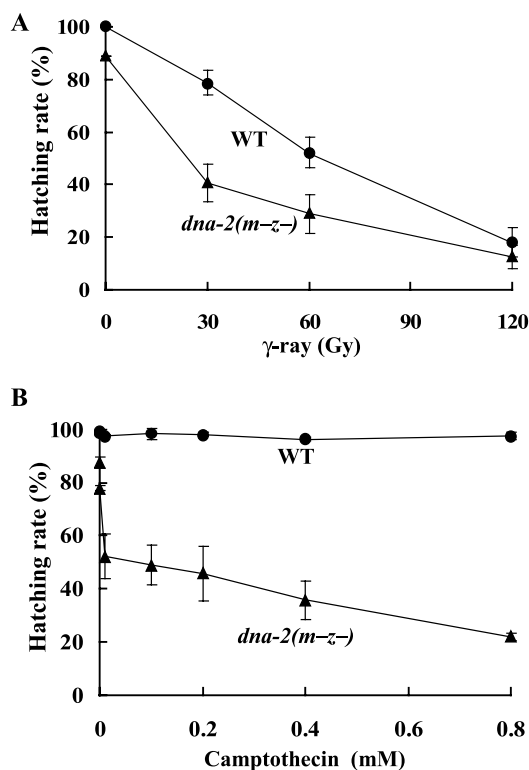 A
Hatching rate (%)
100
80
60
40
20
0
WT
dna-2(m–z–)
0 30 60 90 120
γ-ray (Gy)
B
Hatching rate (%)
100
80
60
40
20
0
WT
dna-2(m–z–)
0 0.2 0.4 0.6 0.8
Camptothecin (mM)